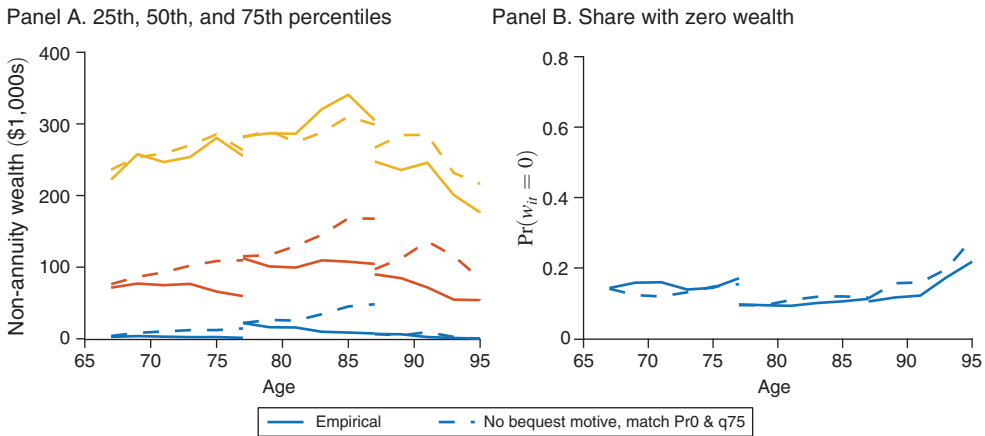 Panel A. 25th, 50th, and 75th percentiles
Non-annuity wealth ($1,000s)
400
300
200
100
0
65 70 75 80 85 90 95
Age
Panel B. Share with zero wealth
Pr(w_{it} = 0)
0.8
0.6
0.4
0.2
0
65 70 75 80 85 90 95
Age
Empirical
No bequest motive, match Pr0 & q75